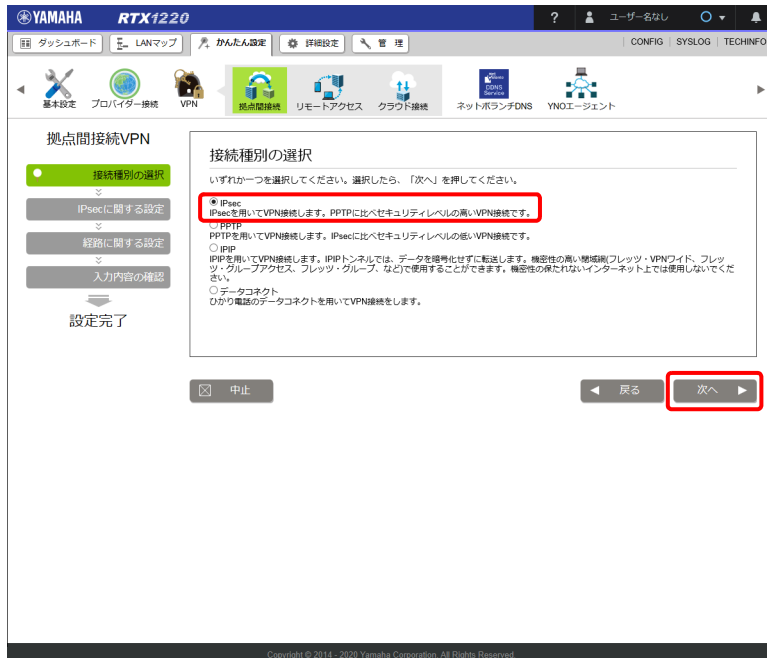 YAMAHA RTX1220 ? ユーザー名なし
ダッシュボード LANマップ かんたん設定 詳細設定 管 理 CONFIG SYSLOG TECHINFO
基本設定 プロバイダー接続 VPN 拠点間接続 リモートアクセス クラウド接続 DDNS Service ネットボランチDNS YNOエージェント
拠点間接続VPN
接続種別の選択
IPsecに関する設定
経路に関する設定
入力内容の確認
設定完了
接続種別の選択
いずれか一つを選択してください。選択したら、「次へ」を押してください。
IPsec
IPsecを用いてVPN接続します。PPTPに比べセキュリティレベルの高いVPN接続です。
PPTP
PPTPを用いてVPN接続します。IPsecに比べセキュリティレベルの低いVPN接続です。
IPIP
IPIPを用いてVPN接続します。IPIPトンネルでは、データを暗号化せずに転送します。機密性の高い閉域網(フレッツ・VPNワイド、フレッ
ツ・グループアクセス、フレッツ・グループ、など)で使用することができます。機密性の保たれないインターネット上では使用しないでくだ
さい。
データコネクト
ひかり電話のデータコネクトを用いてVPN接続をします。
中止 戻る 次へ
Copyright © 2014 - 2020 Yamaha Corporation. All Rights Reserved.